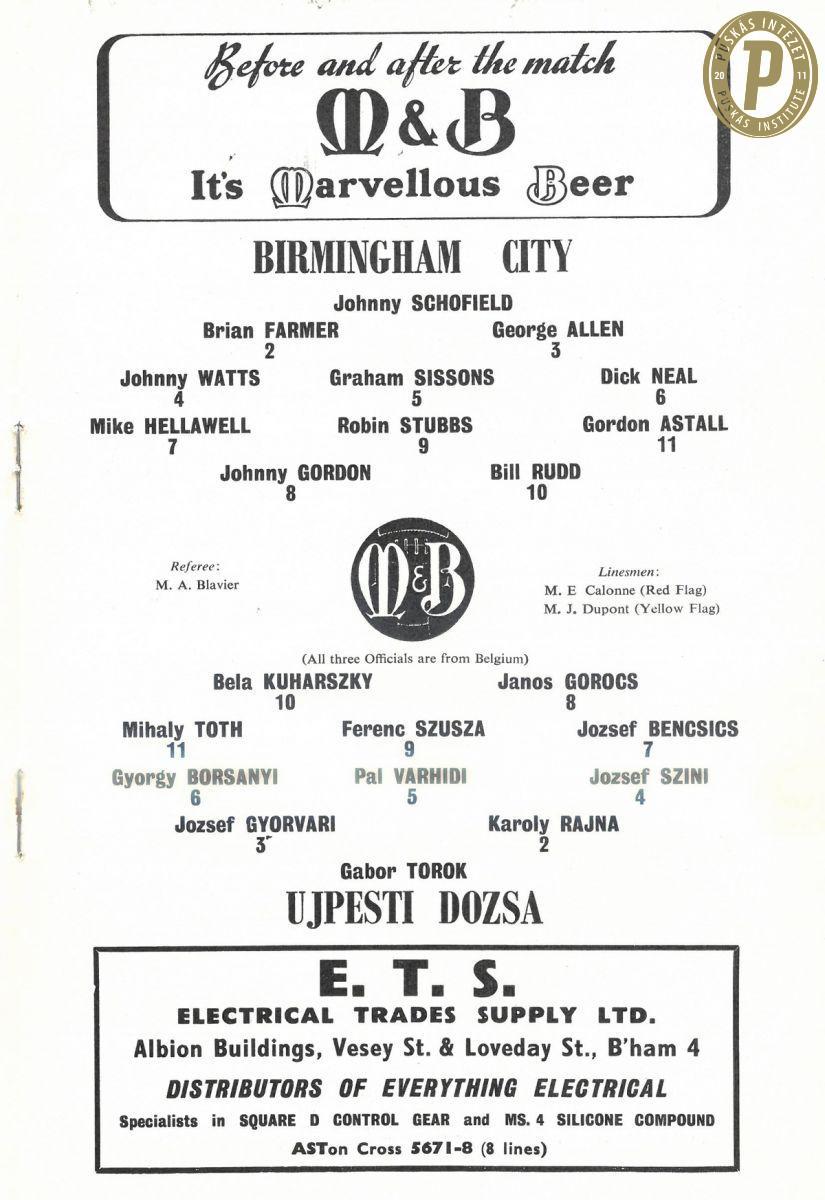 PUSKÁS INTÉZET
20 P 11
PUSKÁS INSTITUTE
Before and after the match
M & B
It's Marvellous Beer
BIRMINGHAM CITY
Johnny SCHOFIELD
Brian FARMER George ALLEN
2 3
Johnny WATTS Graham SISSONS Dick NEAL
4 5 6
Mike HELLAWELL Robin STUBBS Gordon ASTALL
7 9 11
Johnny GORDON Bill RUDD
8 10
Referee:
M. A. Blavier
M & B
Linesmen:
M. E Calonne (Red Flag)
M. J. Dupont (Yellow Flag)
(All three Officials are from Belgium)
Bela KUHARSZKY Janos GOROCS
10 8
Mihaly TOTH Ferenc SZUSZA Jozsef BENCSICS
11 9 7
Gyorgy BORSANYI Pal VARHIDI Jozsef SZINI
6 5 4
Jozsef GYORVARI Karoly RAJNA
3 2
Gabor TOROK
UJPESTI DOZSA
E. T. S.
ELECTRICAL TRADES SUPPLY LTD.
Albion Buildings, Vesey St. & Loveday St., B'ham 4
DISTRIBUTORS OF EVERYTHING ELECTRICAL
Specialists in SQUARE D CONTROL GEAR and MS. 4 SILICONE COMPOUND
ASTon Cross 5671-8 (8 lines)